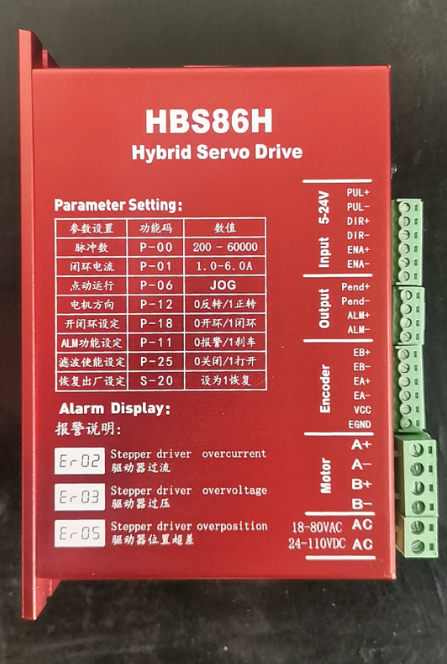 HBS86H
Hybrid Servo Drive
Parameter Setting:
参数设置 功能码 数值
脉冲数 P-00 200 - 60000
闭环电流 P-01 1.0-6.0A
点动运行 P-06 JOG
电机方向 P-12 0反转/1正转
开闭环设定 P-18 0开环/1闭环
ALM功能设定 P-11 0报警/1刹车
滤波使能设定 P-25 0关闭/1打开
恢复出厂设定 S-20 设为1恢复
Alarm Display:
报警说明:
Er02 Stepper driver overcurrent
驱动器过流
Er03 Stepper driver overvoltage
驱动器过压
Er05 Stepper driver overposition
驱动器位置超差
Input 5-24V
PUL+
PUL-
DIR+
DIR-
ENA+
ENA-
Output
Pend+
Pend-
ALM+
ALM-
Encoder
EB+
EB-
EA+
EA-
VCC
EGND
Motor
A+
A-
B+
B-
18-80VAC AC
24-110VDC AC